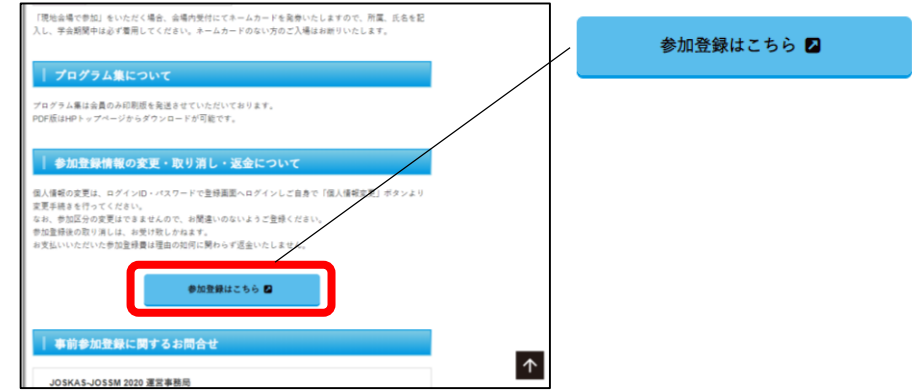 「現地会場で参加」をいただく場合、会場内受付にてネームカードを発券いたしますので、所属、氏名を記
入し、学会期間中は必ず着用してください。ネームカードのない方のご入場はお断りいたします。
プログラム集について
プログラム集は会員のみ印刷版を発送させていただいております。
PDF版はHPトップページからダウンロードが可能です。
参加登録情報の変更・取り消し・返金について
個人情報の変更は、ログインID・パスワードで登録画面へログインしご自身で「個人情報変更」ボタンより
変更手続きを行ってください。
なお、参加区分の変更はできませんので、お間違いのないようご登録ください。
参加登録後の取り消しは、お受け致しかねます。
お支払いいただいた参加登録費は理由の如何に関わらず返金いたしません。
参加登録はこちら
事前参加登録に関するお問合せ
JOSKAS-JOSSM 2020 運営事務局
参加登録はこちら